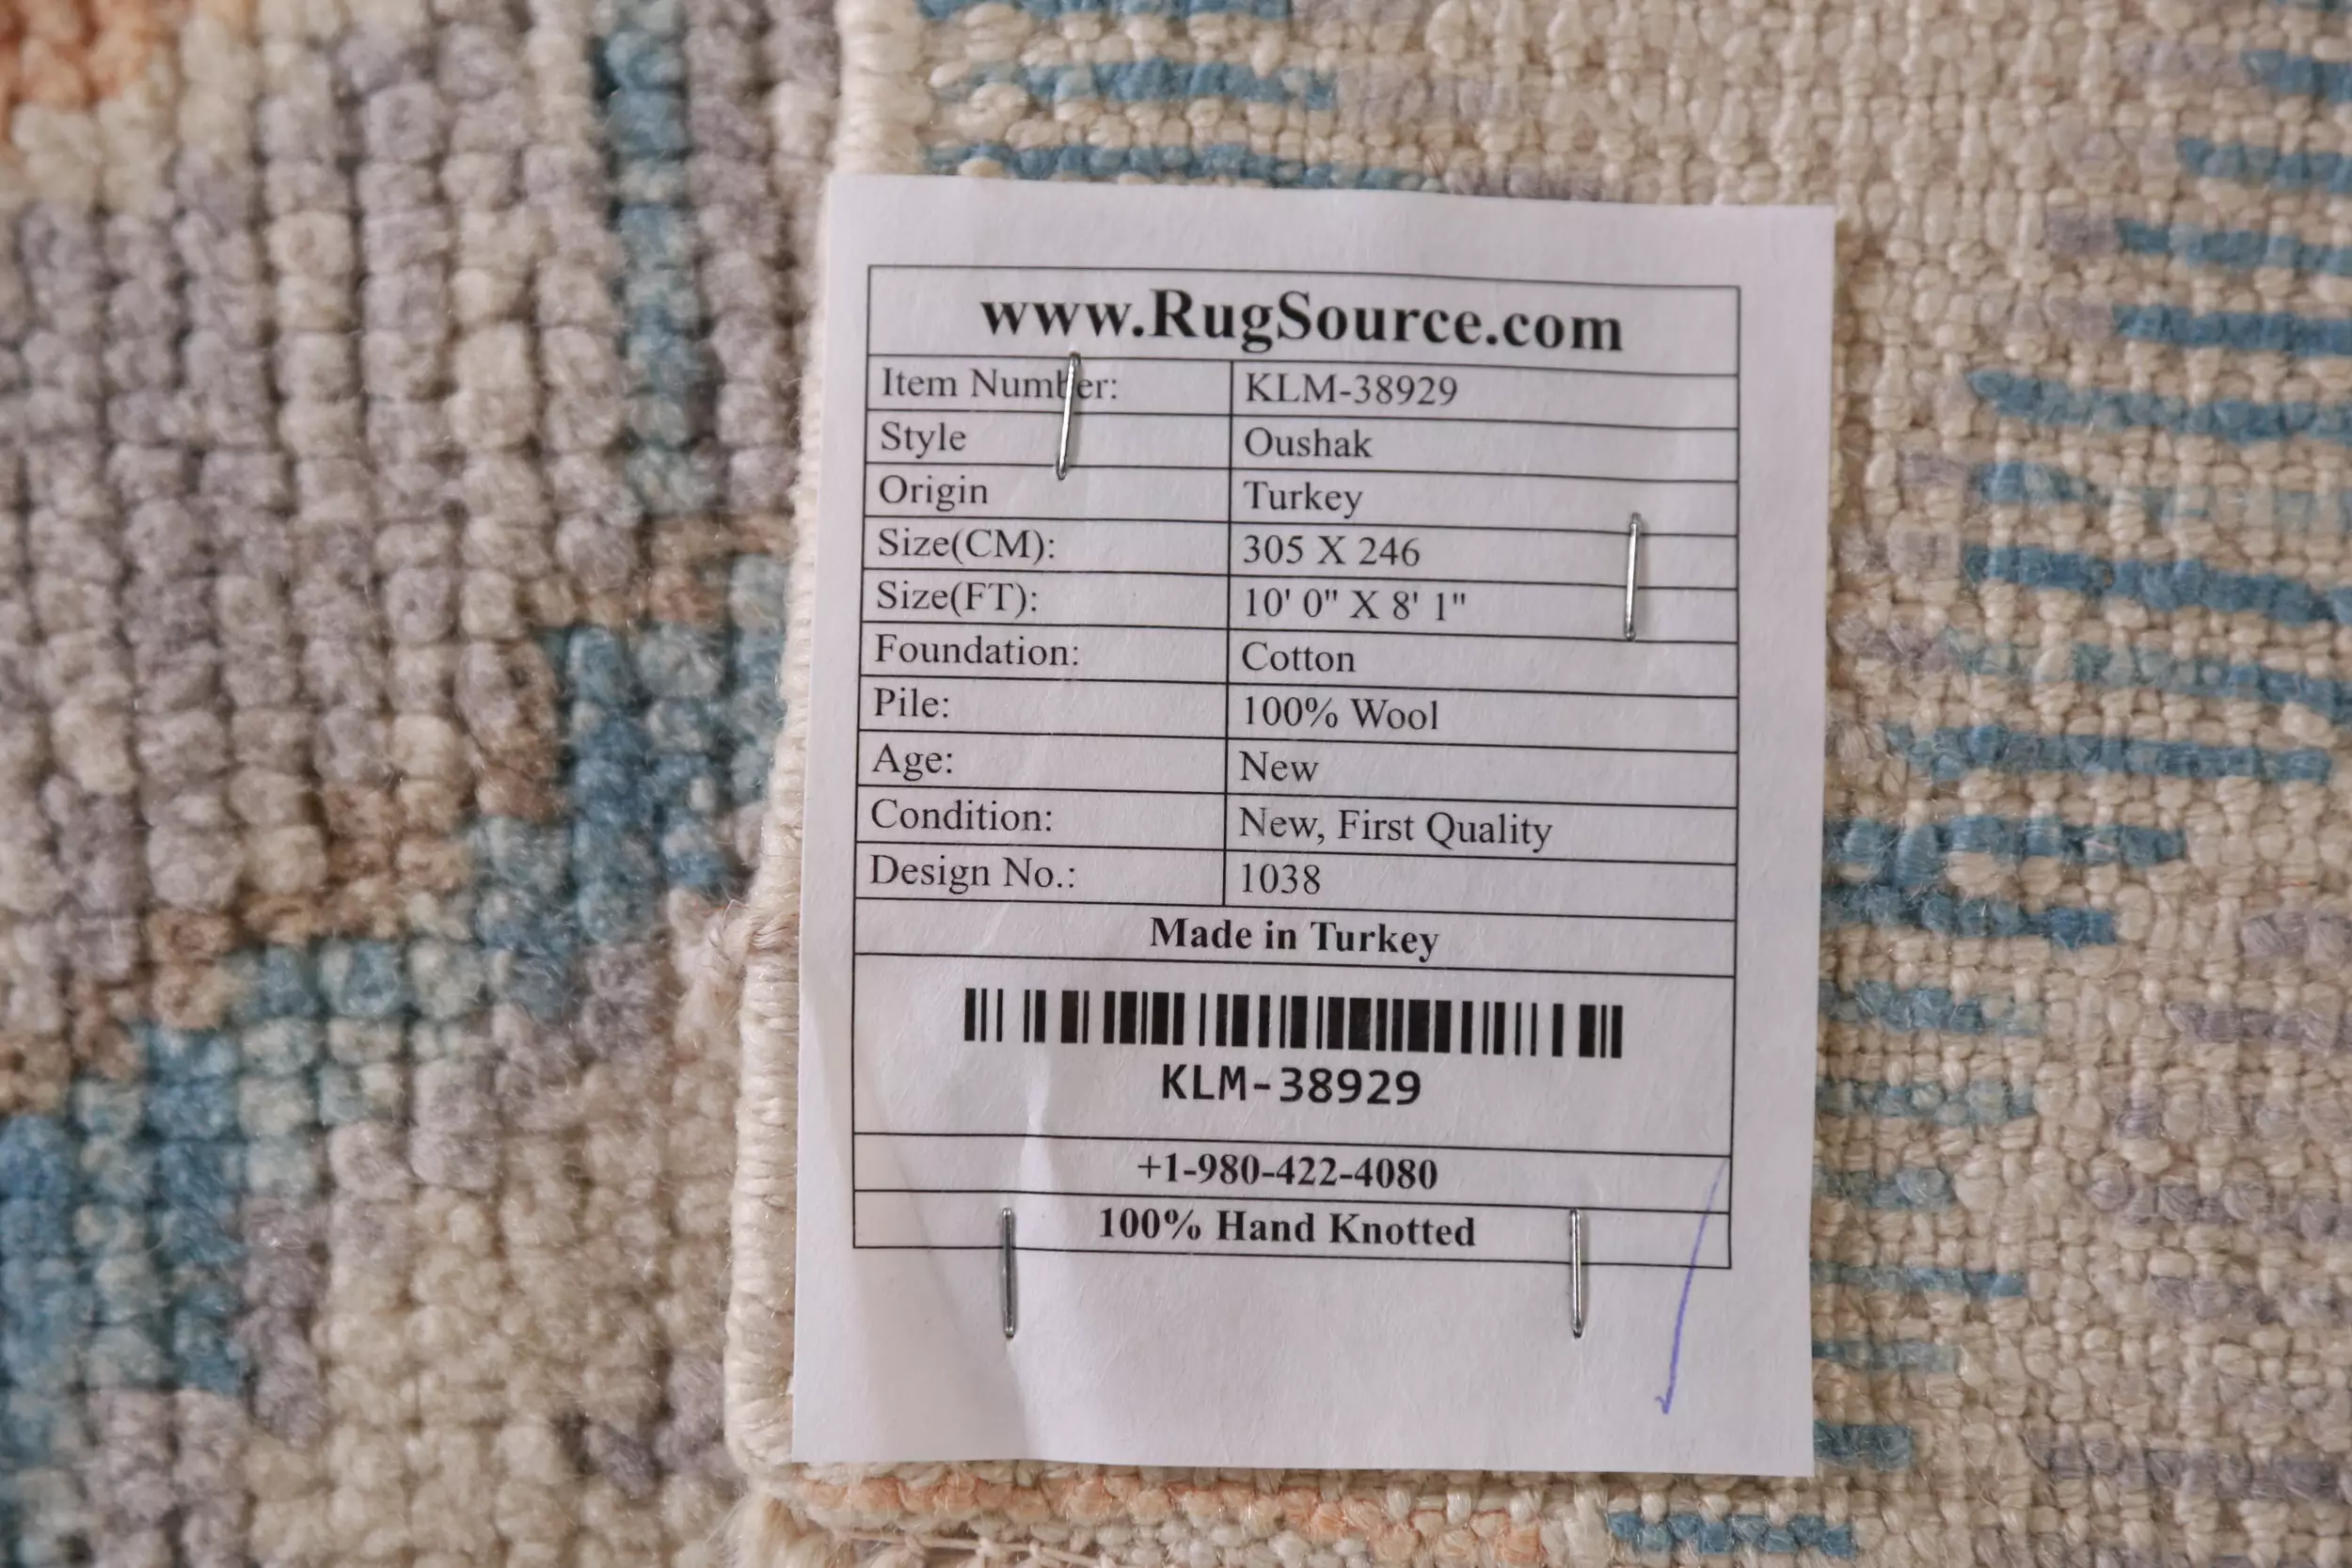 www.RugSource.com
Item Number: KLM-38929
Style Oushak
Origin Turkey
Size(CM): 305 X 246
Size(FT): 10' 0" X 8' 1"
Foundation: Cotton
Pile: 100% Wool
Age: New
Condition: New, First Quality
Design No.: 1038
Made in Turkey
KLM-38929
+1-980-422-4080
100% Hand Knotted